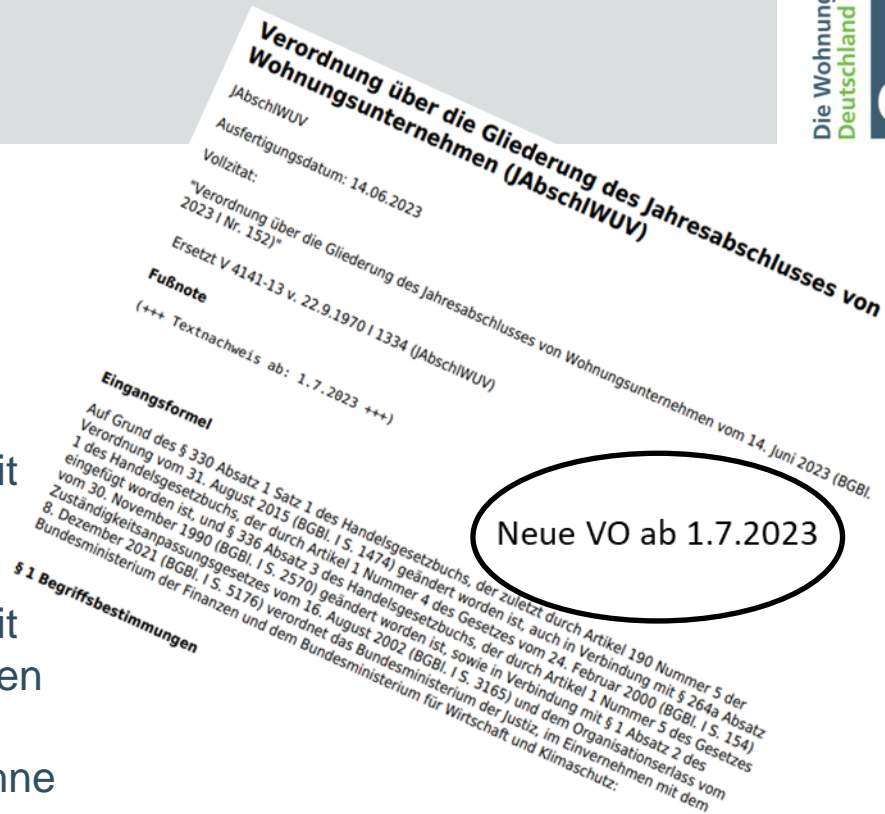 Die Wohnung
Deutschland
Verordnung über die Gliederung des Jahresabschlusses von
Wohnungsunternehmen (JAbschlWUV)
JAbschlWUV
Ausfertigungsdatum: 14.06.2023
Vollzitat:
"Verordnung über die Gliederung des Jahresabschlusses von Wohnungsunternehmen vom 14. Juni 2023 (BGBl.
2023 I Nr. 152)"
Ersetzt V 4141-13 v. 22.9.1970 I 1334 (JAbschlWUV)
Fußnote
(+++ Textnachweis ab: 1.7.2023 +++)
Eingangsformel
Auf Grund des § 330 Absatz 1 Satz 1 des Handelsgesetzbuchs, der zuletzt durch Artikel 190 Nummer 5 der
Verordnung vom 31. August 2015 (BGBl. I S. 1474) geändert worden ist, auch in Verbindung mit § 264a Absatz
1 des Handelsgesetzbuchs, der durch Artikel 1 Nummer 4 des Gesetzes vom 24. Februar 2000 (BGBl. I S. 154)
eingefügt worden ist, und § 336 Absatz 3 des Handelsgesetzbuchs, der durch Artikel 1 Nummer 5 des Gesetzes
vom 30. November 1990 (BGBl. I S. 2570) geändert worden ist, sowie in Verbindung mit § 1 Absatz 2 des
Zuständigkeitsanpassungsgesetzes vom 16. August 2002 (BGBl. I S. 3165) und dem Organisationserlass vom
8. Dezember 2021 (BGBl. I S. 5176) verordnet das Bundesministerium der Justiz, im Einvernehmen mit dem
Bundesministerium der Finanzen und dem Bundesministerium für Wirtschaft und Klimaschutz:
§ 1 Begriffsbestimmungen
Neue VO ab 1.7.2023
it
it
en
nne